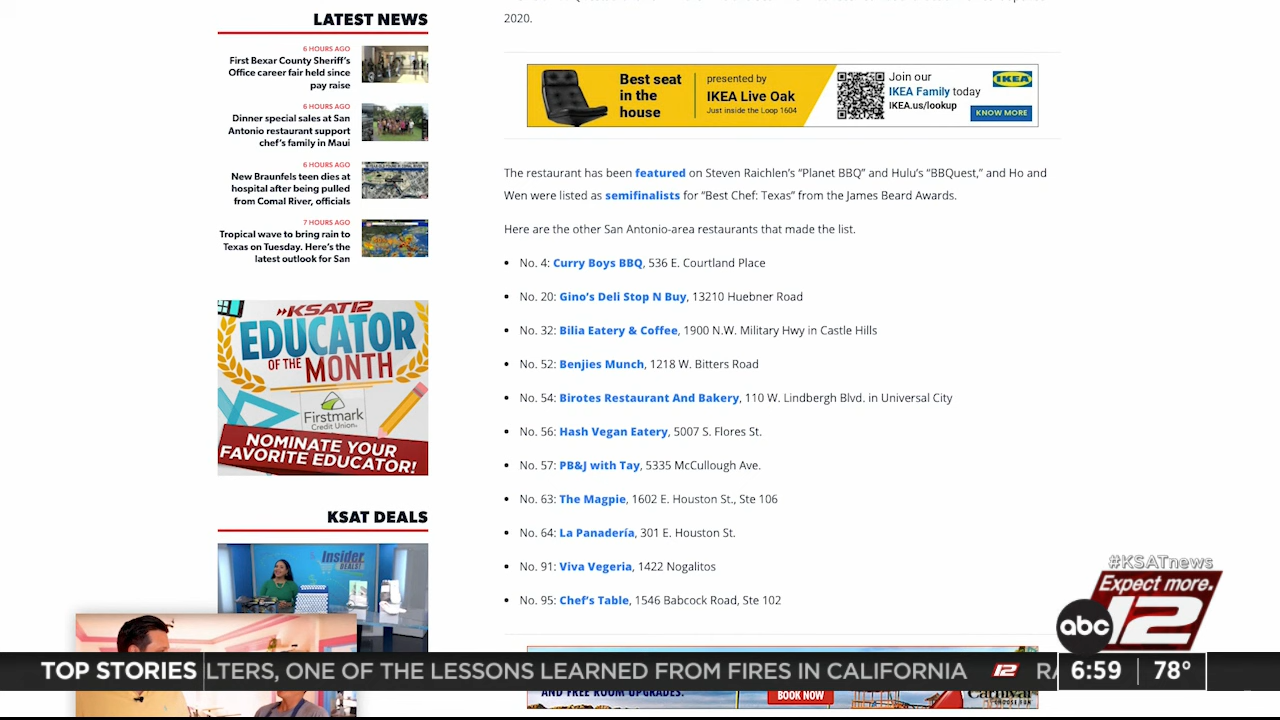 LATEST NEWS
6 HOURS AGO
First Bexar County Sheriff's
Office career fair held since
pay raise
6 HOURS AGO
Dinner special sales at San
Antonio restaurant support
chef's family in Maui
6 HOURS AGO
New Braunfels teen dies at
hospital after being pulled
from Comal River, officials
7 HOURS AGO
Tropical wave to bring rain to
Texas on Tuesday. Here's the
latest outlook for San
KSAT12
EDUCATOR
OF THE MONTH
Firstmark
Credit Union
NOMINATE YOUR
FAVORITE EDUCATOR!
KSAT DEALS
Insider
DEALS!
2020.
Best seat
in the
house
presented by
IKEA Live Oak
Just inside the Loop 1604
Join our
IKEA Family today
IKEA.us/lookup
IKEA
KNOW MORE
The restaurant has been featured on Steven Raichlen's "Planet BBQ" and Hulu's "BBQuest," and Ho and
Wen were listed as semifinalists for "Best Chef: Texas" from the James Beard Awards.
Here are the other San Antonio-area restaurants that made the list.
• No. 4: Curry Boys BBQ, 536 E. Courtland Place
• No. 20: Gino's Deli Stop N Buy, 13210 Huebner Road
• No. 32: Bilia Eatery & Coffee, 1900 N.W. Military Hwy in Castle Hills
• No. 52: Benjies Munch, 1218 W. Bitters Road
• No. 54: Birotes Restaurant And Bakery, 110 W. Lindbergh Blvd. in Universal City
• No. 56: Hash Vegan Eatery, 5007 S. Flores St.
• No. 57: PB&J with Tay, 5335 McCullough Ave.
• No. 63: The Magpie, 1602 E. Houston St., Ste 106
• No. 64: La Panadería, 301 E. Houston St.
• No. 91: Viva Vegeria, 1422 Nogalitos
• No. 95: Chef's Table, 1546 Babcock Road, Ste 102
#KSATnews
Expect more.
abc 12
AND FREE ROOM UPGRADES.
BOOK NOW
Carnival
CHOOSE FUN
TOP STORIES LTERS, ONE OF THE LESSONS LEARNED FROM FIRES IN CALIFORNIA 12 RA 6:59 78°